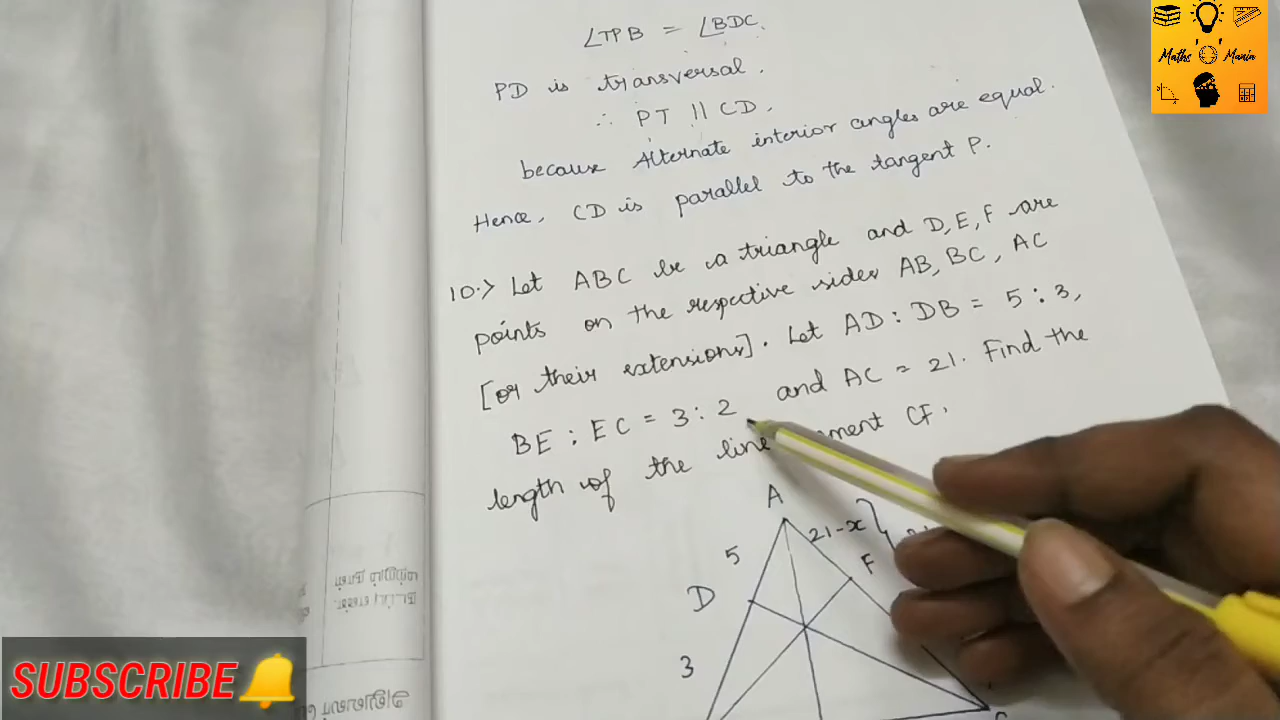 ∠TPB = ∠BDC.
PD is transversal.
∴ PT || CD.
because Alternate interior angles are equal.
Hence, CD is parallel to the tangent P.
10.> Let ABC be a triangle and D, E, F are
points on the respective sides AB, BC, AC
[or their extensions]. Let AD : DB = 5 : 3,
BE : EC = 3 : 2 and AC = 21. Find the
length of the line CF.
A
21-x
5
F
D
3
Maths Mania
SUBSCRIBE